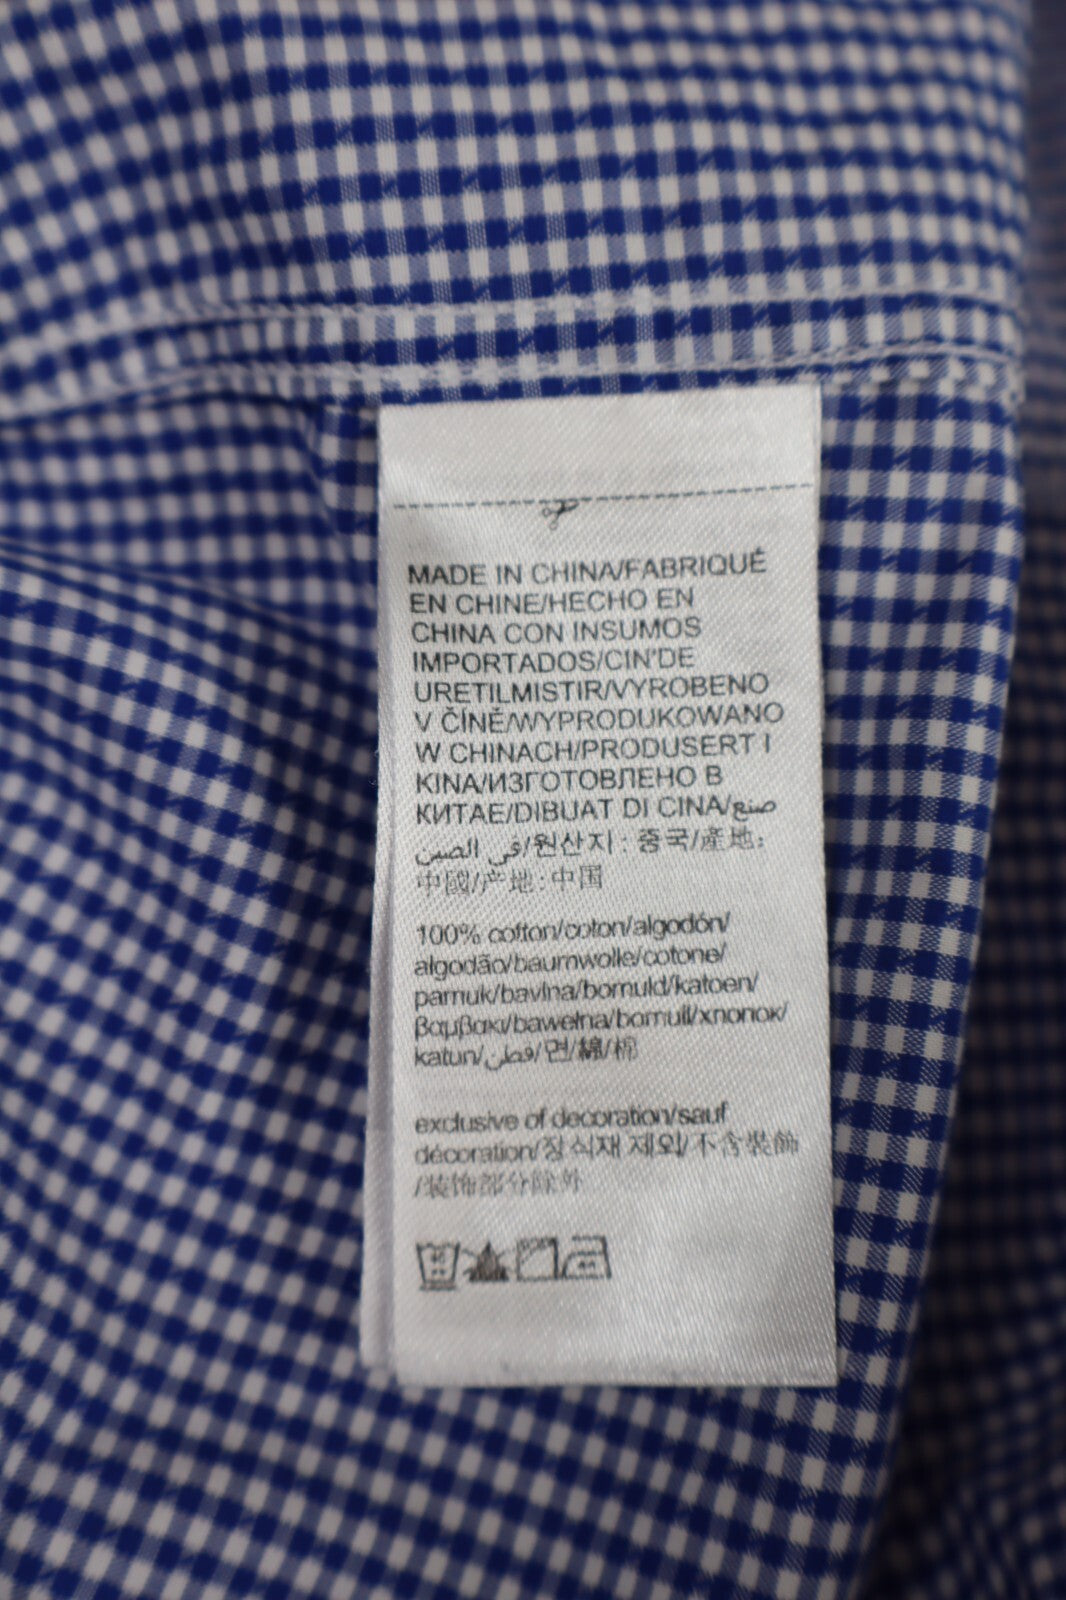 MADE IN CHINA/FABRIQUÉ
EN CHINE/HECHO EN
CHINA CON INSUMOS
IMPORTADOS/CIN'DE
URETILMISTIR/VYROBENO
V ČÍNĚ/WYPRODUKOWANO
W CHINACH/PRODUSERT I
KINA/ИЗГОТОВЛЕНО В
КИТАЕ/DIBUAT DI CINA/صنع
في الصين/원산지 : 중국/產地:
中國/产地:中国
100% cotton/coton/algodón/
algodão/baumwolle/cotone/
pamuk/bavlna/bomuld/katoen/
βαμβακι/bawełna/bomull/хлопок/
katun/قطن/면/綿/棉
exclusive of decoration/sauf
décoration/장식재 제외/不含裝飾
/装饰部分除外